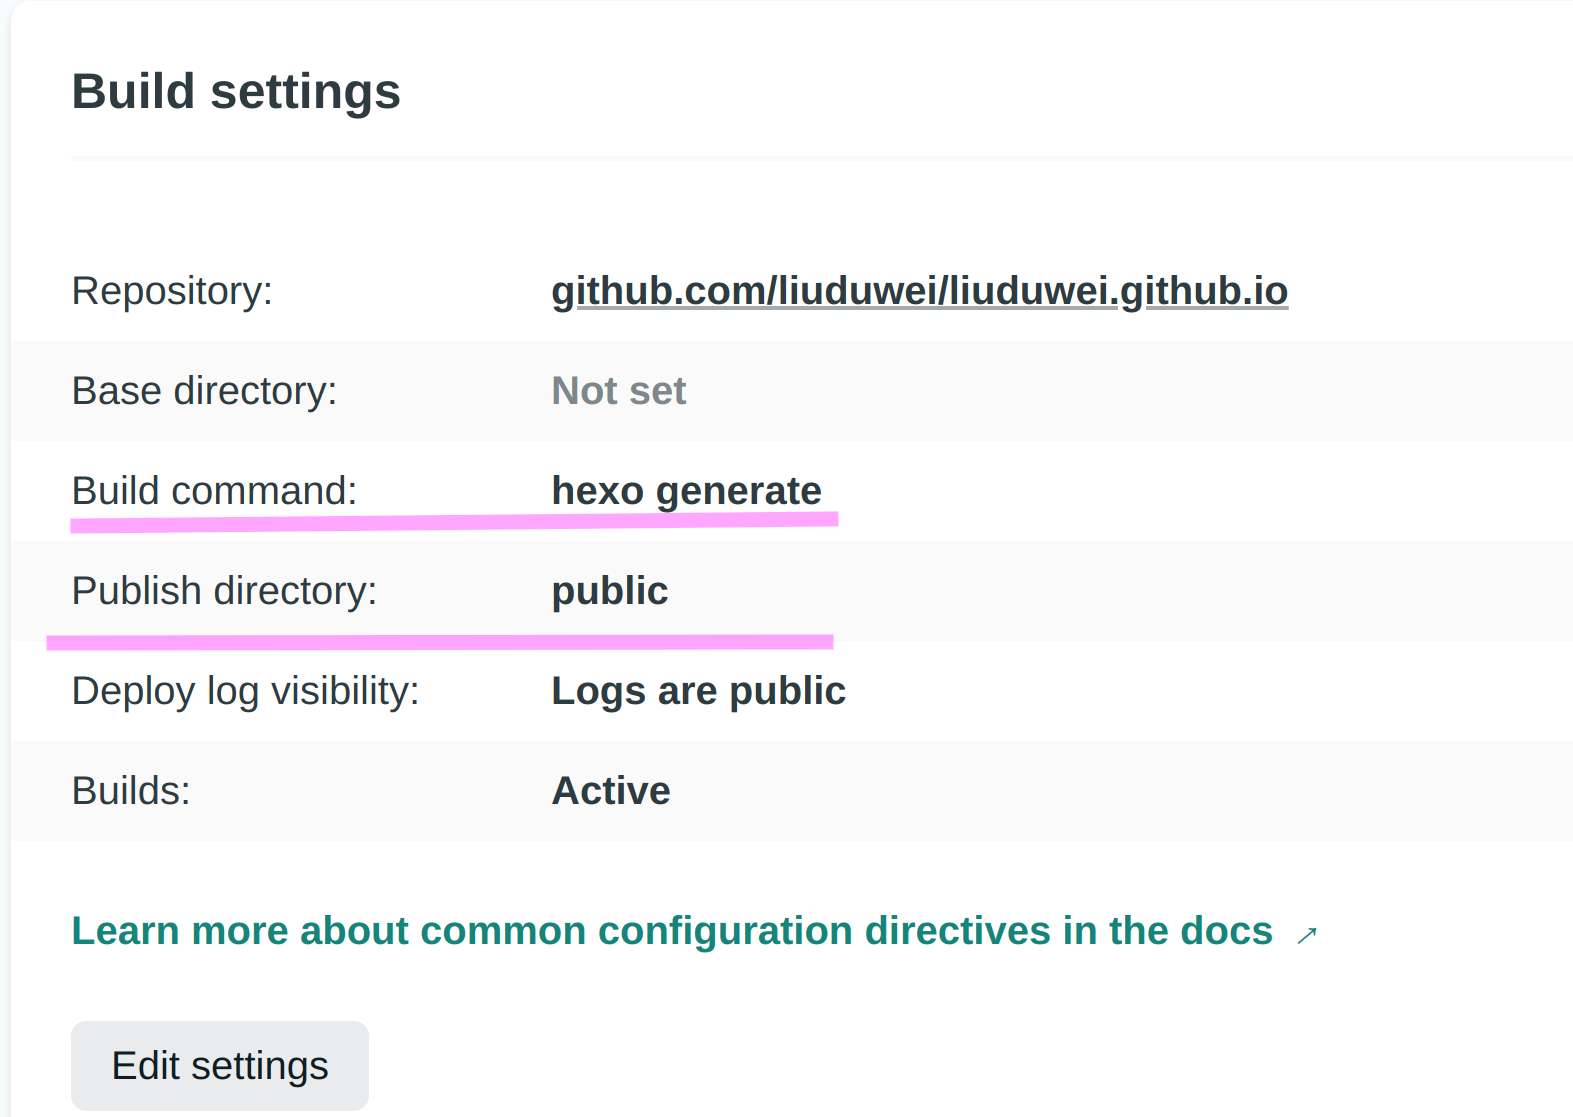 Build settings
Repository: github.com/liuduwei/liuduwei.github.io
Base directory: Not set
Build command: hexo generate
Publish directory: public
Deploy log visibility: Logs are public
Builds: Active
Learn more about common configuration directives in the docs →
Edit settings